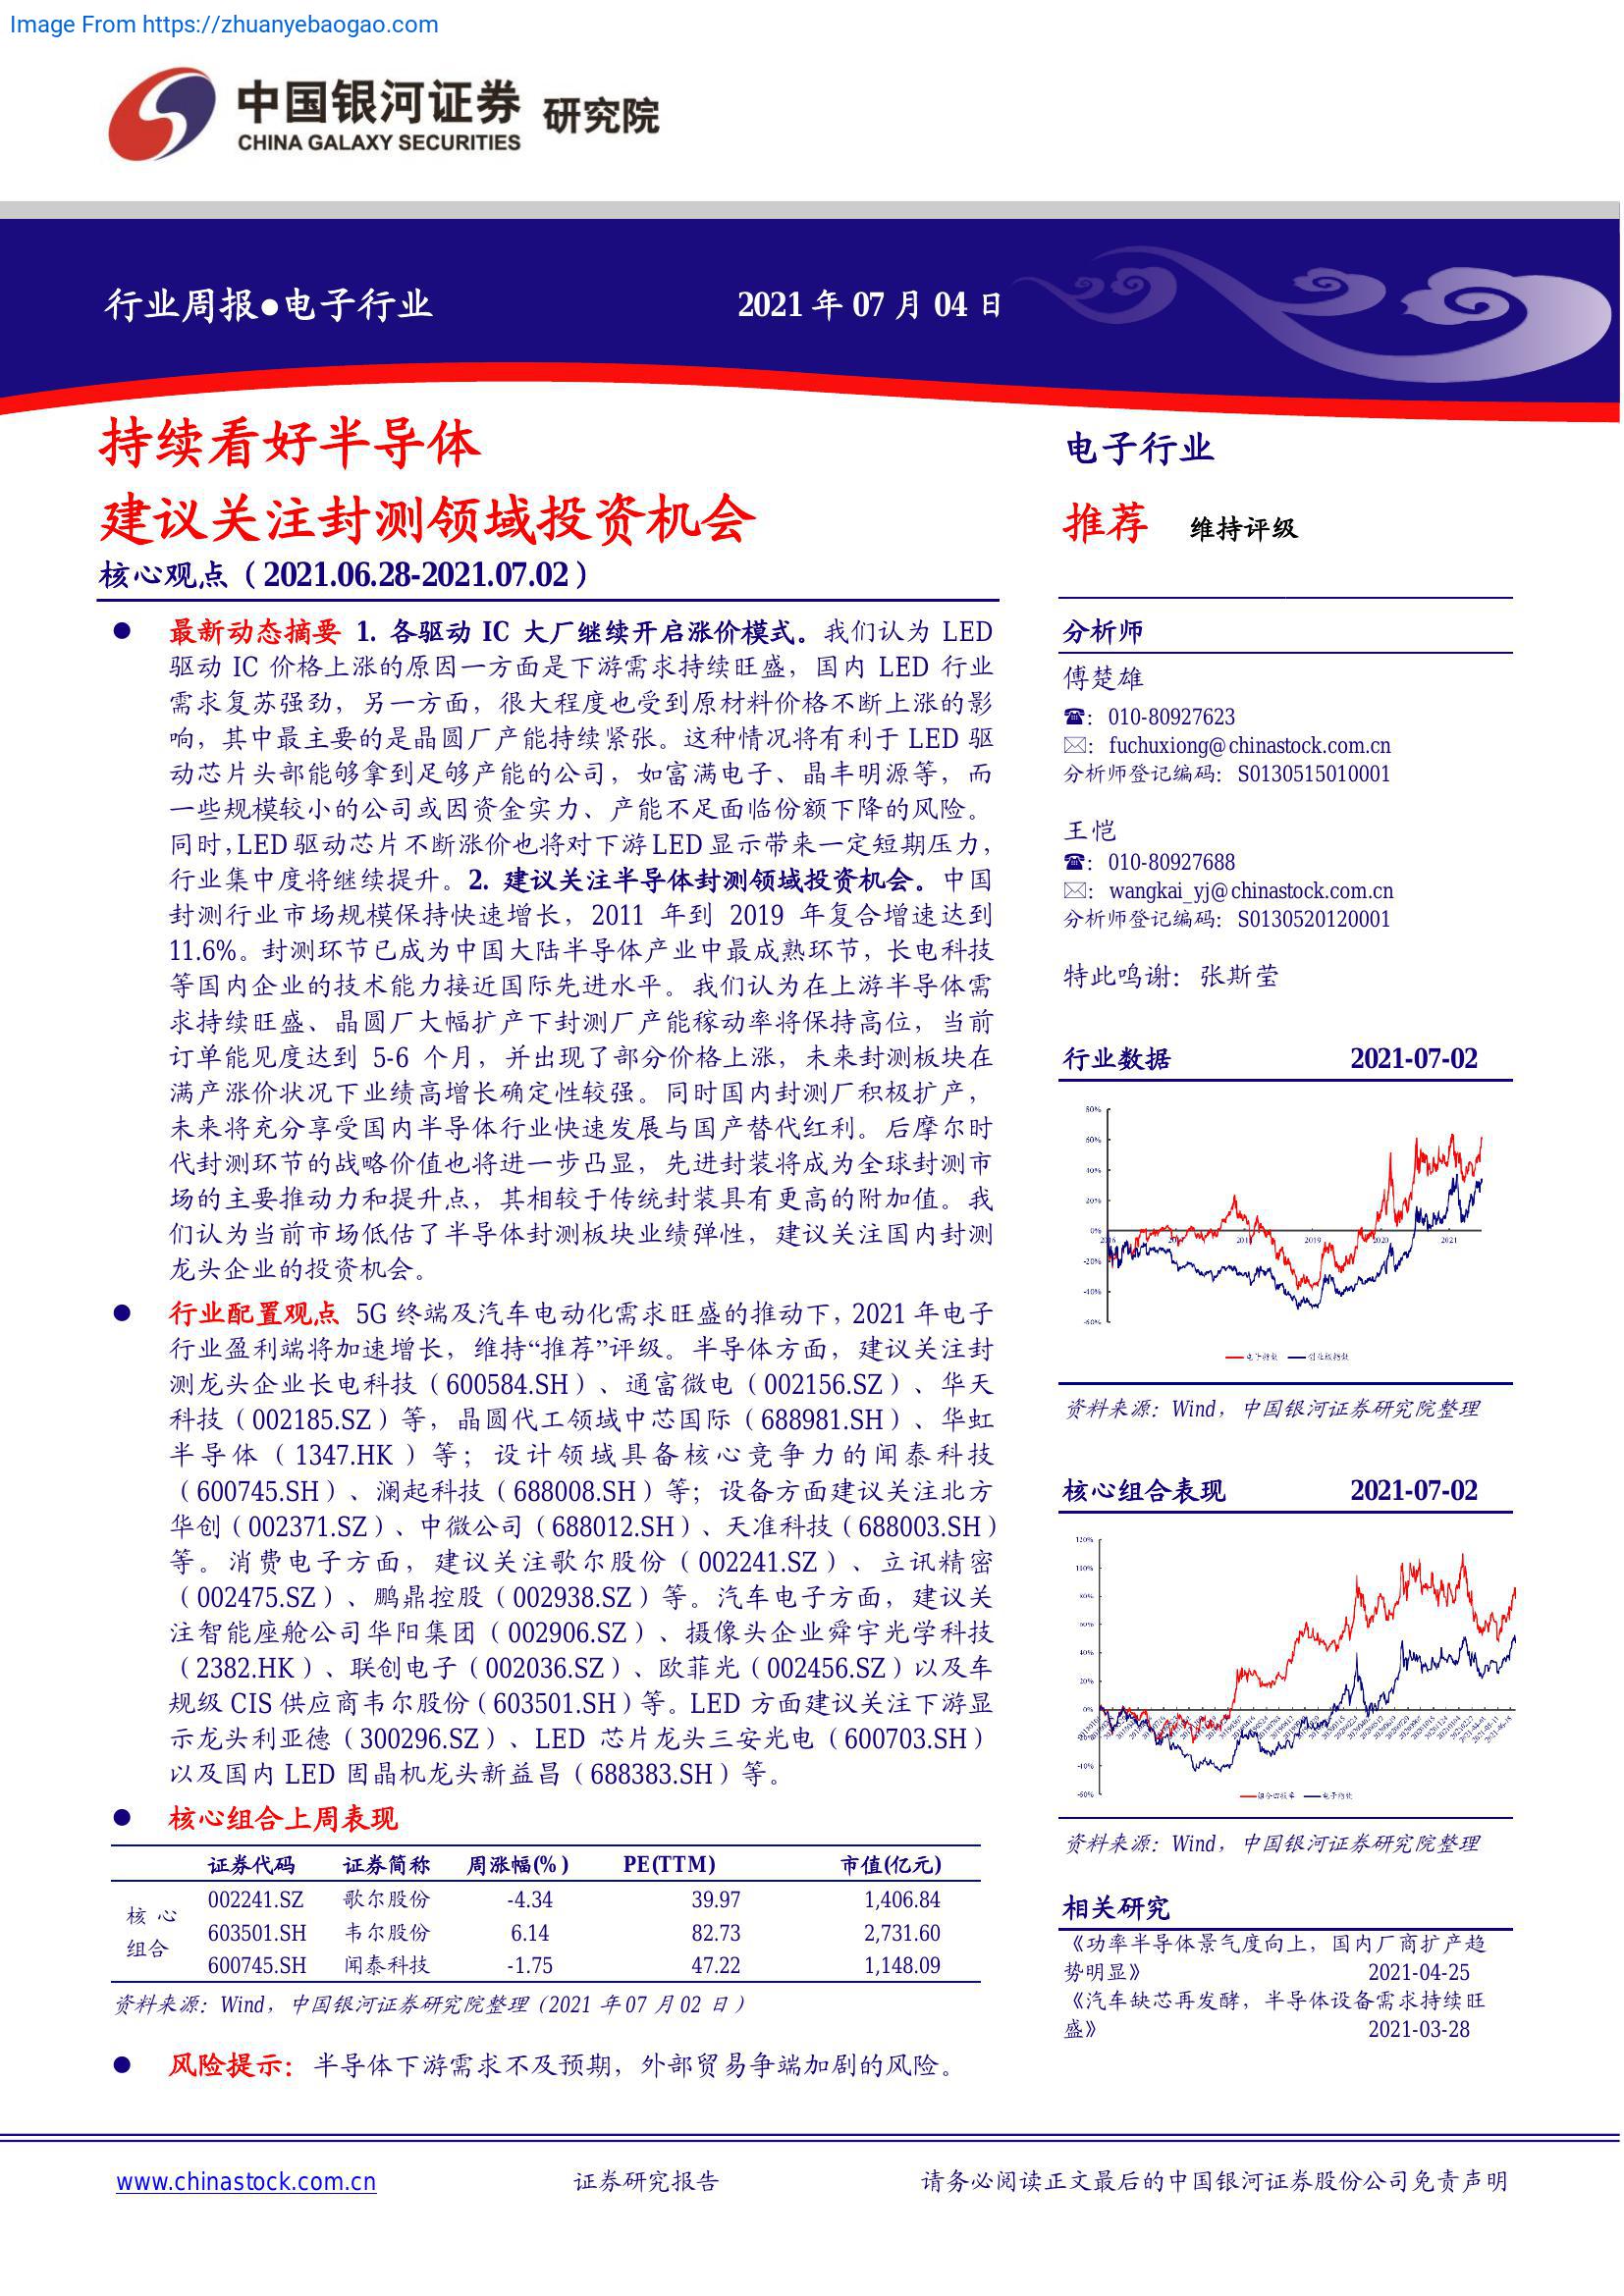 Image From https://zhuanyebaogao.com
中国银河证券 研究院
CHINA GALAXY SECURITIES
行业周报●电子行业
2021 年 07 月 04 日
持续看好半导体
建议关注封测领域投资机会
核心观点（2021.06.28-2021.07.02）
● 最新动态摘要 1. 各驱动 IC 大厂继续开启涨价模式。我们认为 LED
驱动 IC 价格上涨的原因一方面是下游需求持续旺盛，国内 LED 行业
需求复苏强劲，另一方面，很大程度也受到原材料价格不断上涨的影
响，其中最主要的是晶圆厂产能持续紧张。这种情况将有利于 LED 驱
动芯片头部能够拿到足够产能的公司，如富满电子、晶丰明源等，而
一些规模较小的公司或因资金实力、产能不足面临份额下降的风险。
同时，LED 驱动芯片不断涨价也将对下游 LED 显示带来一定短期压力，
行业集中度将继续提升。2. 建议关注半导体封测领域投资机会。中国
封测行业市场规模保持快速增长，2011 年到 2019 年复合增速达到
11.6%。封测环节已成为中国大陆半导体产业中最成熟环节，长电科技
等国内企业的技术能力接近国际先进水平。我们认为在上游半导体需
求持续旺盛、晶圆厂大幅扩产下封测厂产能稼动率将保持高位，当前
订单能见度达到 5-6 个月，并出现了部分价格上涨，未来封测板块在
满产涨价状况下业绩高增长确定性较强。同时国内封测厂积极扩产，
未来将充分享受国内半导体行业快速发展与国产替代红利。后摩尔时
代封测环节的战略价值也将进一步凸显，先进封装将成为全球封测市
场的主要推动力和提升点，其相较于传统封装具有更高的附加值。我
们认为当前市场低估了半导体封测板块业绩弹性，建议关注国内封测
龙头企业的投资机会。
● 行业配置观点 5G 终端及汽车电动化需求旺盛的推动下，2021 年电子
行业盈利端将加速增长，维持“推荐”评级。半导体方面，建议关注封
测龙头企业长电科技（600584.SH）、通富微电（002156.SZ）、华天
科技（002185.SZ）等，晶圆代工领域中芯国际（688981.SH）、华虹
半导体（1347.HK）等；设计领域具备核心竞争力的闻泰科技
（600745.SH）、澜起科技（688008.SH）等；设备方面建议关注北方
华创（002371.SZ）、中微公司（688012.SH）、天准科技（688003.SH）
等。消费电子方面，建议关注歌尔股份（002241.SZ）、立讯精密
（002475.SZ）、鹏鼎控股（002938.SZ）等。汽车电子方面，建议关
注智能座舱公司华阳集团（002906.SZ）、摄像头企业舜宇光学科技
（2382.HK）、联创电子（002036.SZ）、欧菲光（002456.SZ）以及车
规级 CIS 供应商韦尔股份（603501.SH）等。LED 方面建议关注下游显
示龙头利亚德（300296.SZ）、LED 芯片龙头三安光电（600703.SH）
以及国内 LED 固晶机龙头新益昌（688383.SH）等。
● 核心组合上周表现
证券代码 证券简称 周涨幅(%) PE(TTM) 市值(亿元)
核心组合
002241.SZ 歌尔股份 -4.34 39.97 1,406.84
603501.SH 韦尔股份 6.14 82.73 2,731.60
600745.SH 闻泰科技 -1.75 47.22 1,148.09
资料来源：Wind，中国银河证券研究院整理（2021 年 07 月 02 日）
● 风险提示：半导体下游需求不及预期，外部贸易争端加剧的风险。
电子行业
推荐 维持评级
分析师
傅楚雄
☎：010-80927623
✉：fuchuxiong@chinastock.com.cn
分析师登记编码：S0130515010001
王恺
☎：010-80927688
✉：wangkai_yj@chinastock.com.cn
分析师登记编码：S0130520120001
特此鸣谢：张斯莹
行业数据 2021-07-02
80%
60%
40%
20%
0%
-20%
-40%
-60%
2019
2020
2021
电子指数 创业板指数
资料来源：Wind，中国银河证券研究院整理
核心组合表现 2021-07-02
120%
100%
80%
60%
40%
20%
0%
-40%
-60%
组合回报率 电子指数
资料来源：Wind，中国银河证券研究院整理
相关研究
《功率半导体景气度向上，国内厂商扩产趋
势明显》 2021-04-25
《汽车缺芯再发酵，半导体设备需求持续旺
盛》 2021-03-28
www.chinastock.com.cn
证券研究报告
请务必阅读正文最后的中国银河证券股份公司免责声明